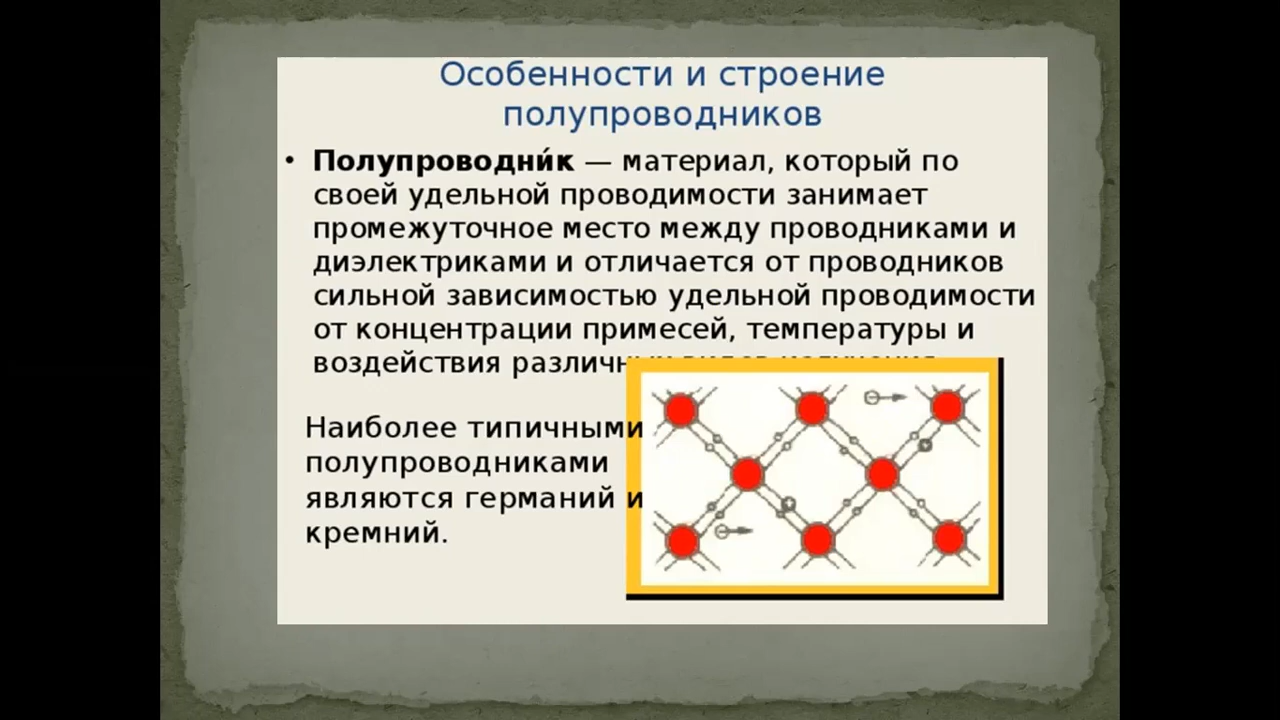 Особенности и строение
полупроводников
• Полупроводни́к — материал, который по
своей удельной проводимости занимает
промежуточное место между проводниками и
диэлектриками и отличается от проводников
сильной зависимостью удельной проводимости
от концентрации примесей, температуры и
воздействия
Наиболее типичными
полупроводниками
являются германий и
кремний.